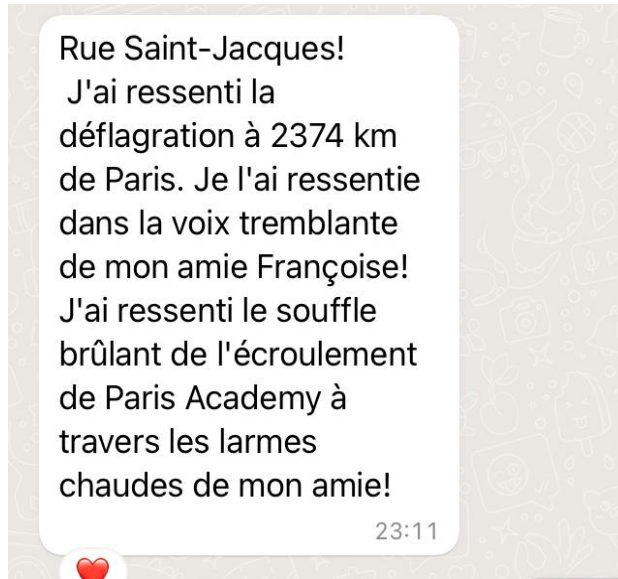 Rue Saint-Jacques!
J'ai ressenti la
déflagration à 2374 km
de Paris. Je l'ai ressentie
dans la voix tremblante
de mon amie Françoise!
J'ai ressenti le souffle
brûlant de l'écroulement
de Paris Academy à
travers les larmes
chaudes de mon amie!
23:11